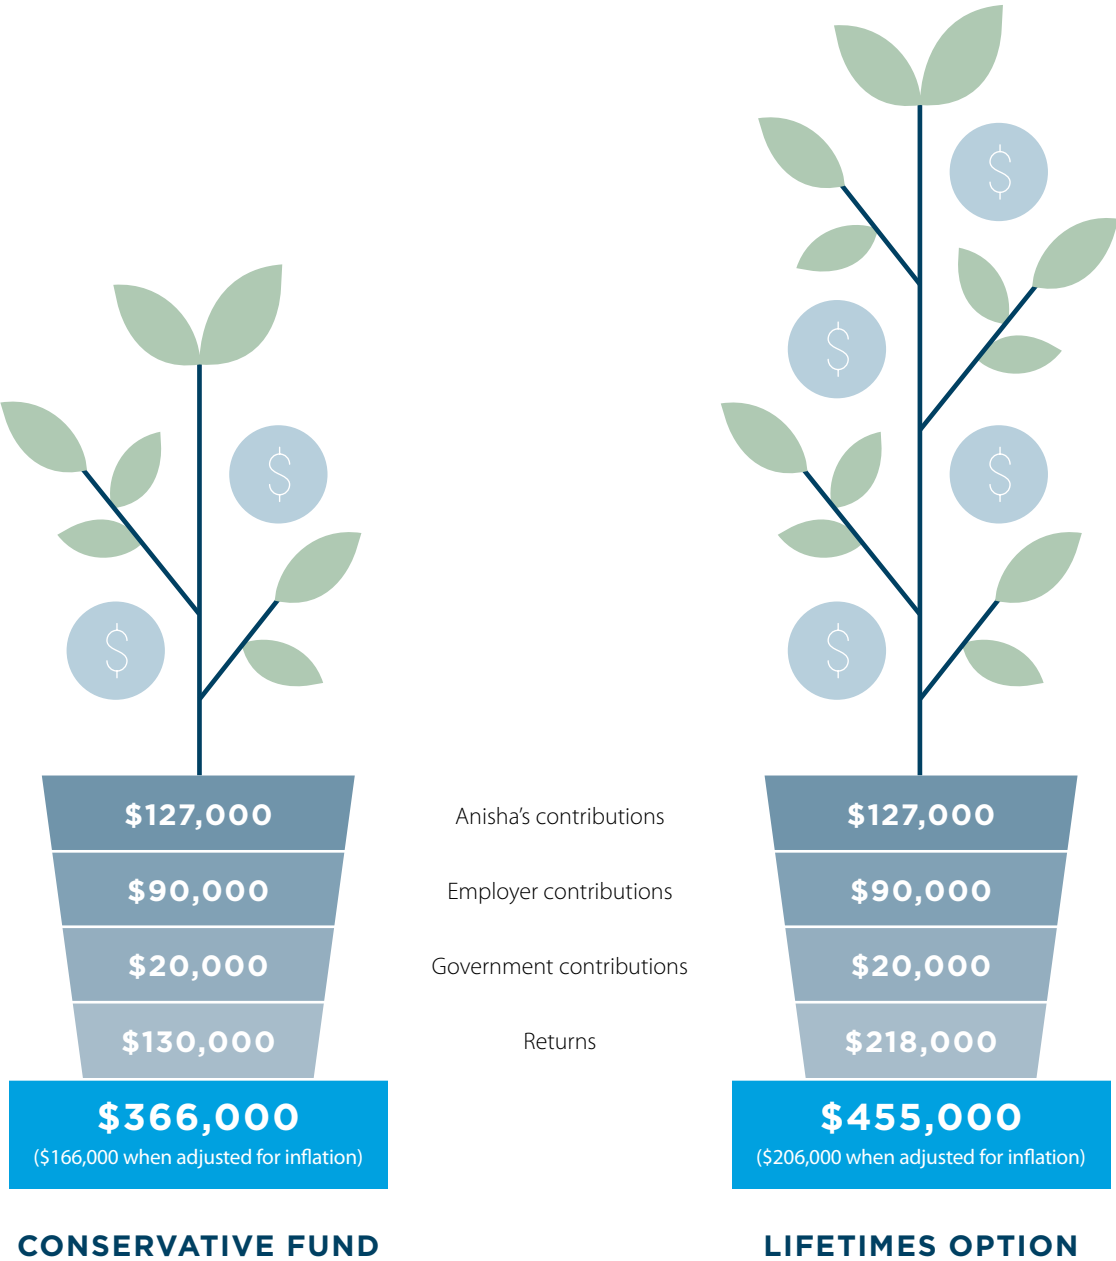 $
$
$
$
$
$
$127,000
Anisha’s contributions
$127,000
$90,000
Employer contributions
$90,000
$20,000
Government contributions
$20,000
$130,000
Returns
$218,000
$366,000
($166,000 when adjusted for inflation)
$455,000
($206,000 when adjusted for inflation)
CONSERVATIVE FUND
LIFETIMES OPTION